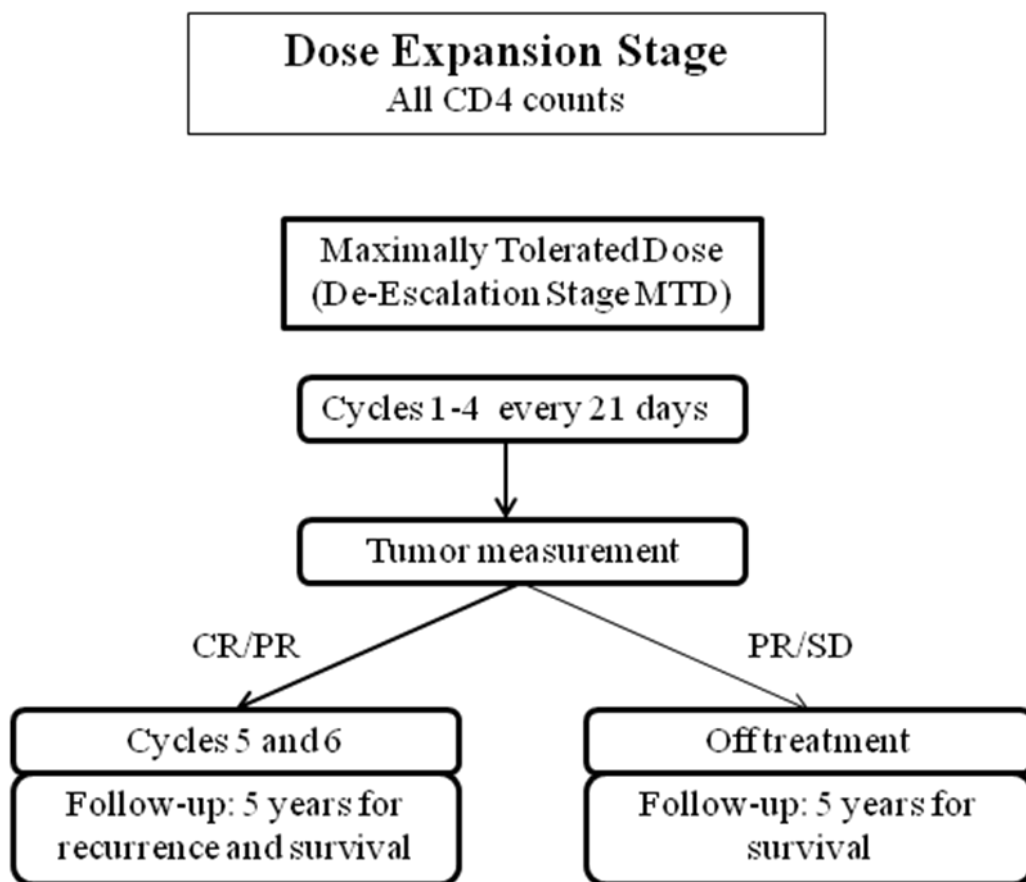 Dose Expansion Stage
All CD4 counts
Maximally Tolerated Dose
(De-Escalation Stage MTD)
Cycles 1-4 every 21 days
Tumor measurement
CR/PR
PR/SD
Cycles 5 and 6
Off treatment
Follow-up: 5 years for
recurrence and survival
Follow-up: 5 years for
survival